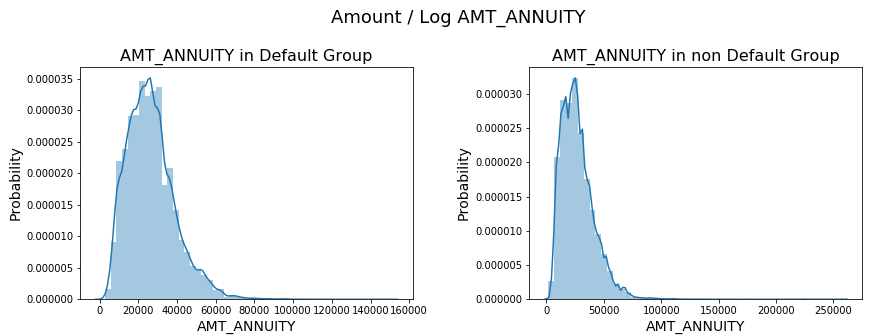 Amount / Log AMT_ANNUITY
AMT_ANNUITY in Default Group
Probability
0.000035
0.000030
0.000025
0.000020
0.000015
0.000010
0.000005
0.000000
0 20000 40000 60000 80000 100000 120000 140000 160000
AMT_ANNUITY
AMT_ANNUITY in non Default Group
Probability
0.000030
0.000025
0.000020
0.000015
0.000010
0.000005
0.000000
0 50000 100000 150000 200000 250000
AMT_ANNUITY